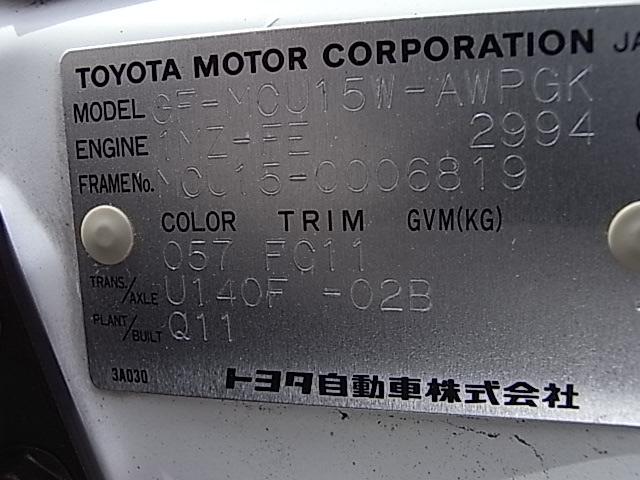 TOYOTA MOTOR CORPORATION JA
MODEL GF-MCU15W-AWPGK
ENGINE 1MZ-FE 2994
FRAME No. MCU15-0006819
COLOR TRIM GVM(KG)
057 FC11
TRANS./AXLE U140F -02B
PLANT/BUILT Q11
3A030 トヨタ自動車株式会社